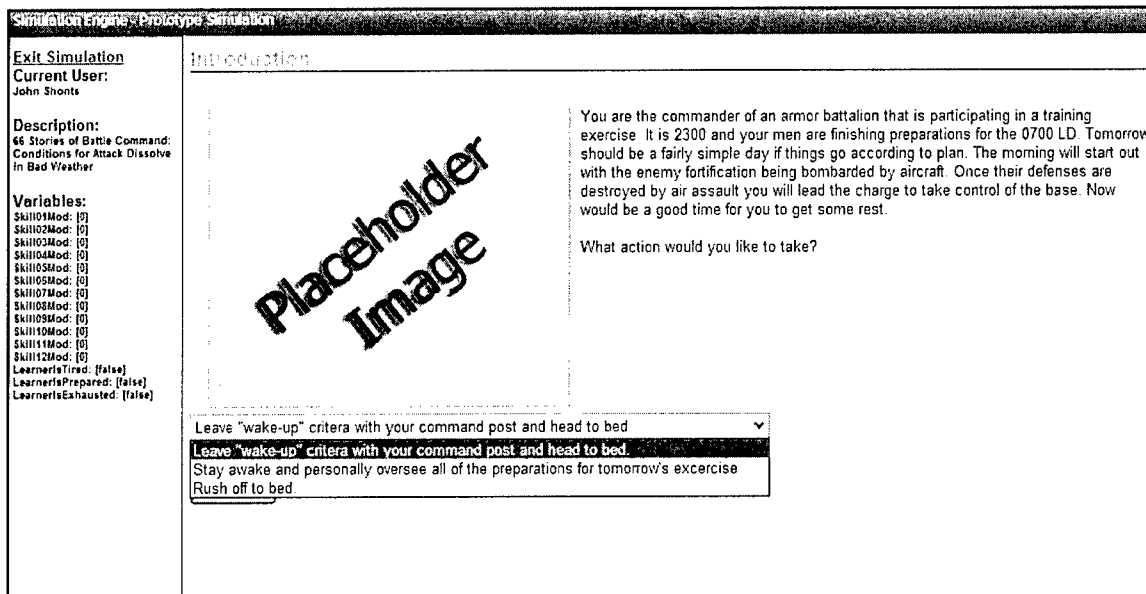 Simulation Engine - Prototype Simulation
Exit Simulation
Current User:
John Shonts
Description:
66 Stories of Battle Command:
Conditions for Attack Dissolve
in Bad Weather
Variables:
Skill01Mod: [0]
Skill02Mod: [0]
Skill03Mod: [0]
Skill04Mod: [0]
Skill05Mod: [0]
Skill06Mod: [0]
Skill07Mod: [0]
Skill08Mod: [0]
Skill09Mod: [0]
Skill10Mod: [0]
Skill11Mod: [0]
Skill12Mod: [0]
LearnerIsTired: [false]
LearnerIsPrepared: [false]
LearnerIsExhausted: [false]
Introduction
Placeholder
Image
You are the commander of an armor battalion that is participating in a training
exercise. It is 2300 and your men are finishing preparations for the 0700 LD. Tomorrow
should be a fairly simple day if things go according to plan. The morning will start out
with the enemy fortification being bombarded by aircraft. Once their defenses are
destroyed by air assault you will lead the charge to take control of the base. Now
would be a good time for you to get some rest.
What action would you like to take?
Leave "wake-up" critera with your command post and head to bed
Leave "wake-up" critera with your command post and head to bed.
Stay awake and personally oversee all of the preparations for tomorrow's excercise
Rush off to bed.